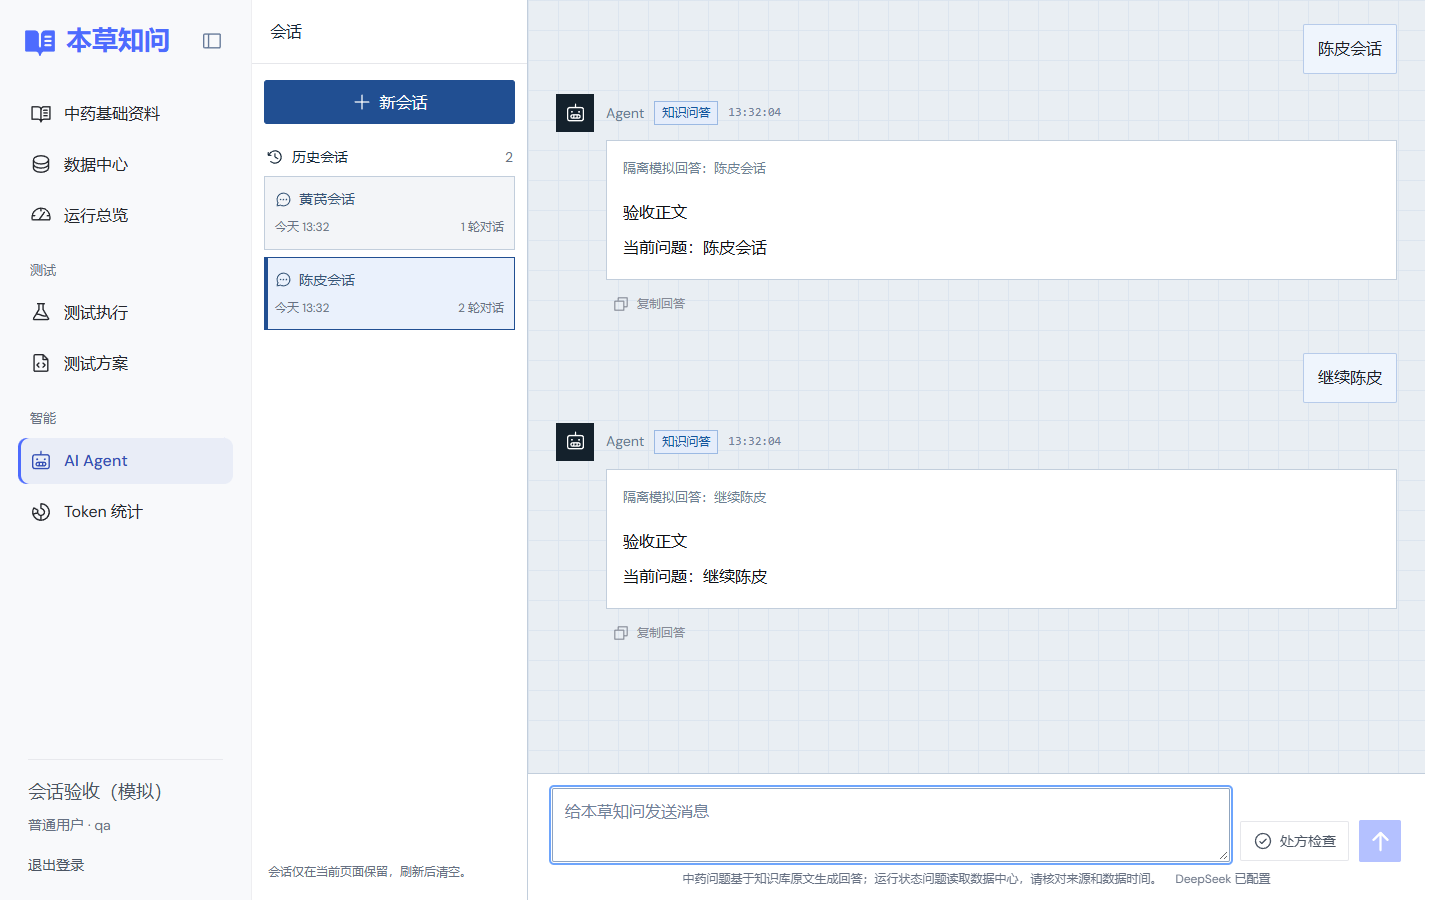 本草知问
中药基础资料
数据中心
运行总览
测试
测试执行
测试方案
智能
AI Agent
Token 统计
会话验收（模拟）
普通用户 · qa
退出登录
会话
新会话
历史会话 2
黄芪会话
今天 13:32 1 轮对话
陈皮会话
今天 13:32 2 轮对话
会话仅在当前页面保留，刷新后清空。
陈皮会话
Agent 知识问答 13:32:04
隔离模拟回答：陈皮会话
验收正文
当前问题：陈皮会话
复制回答
继续陈皮
Agent 知识问答 13:32:04
隔离模拟回答：继续陈皮
验收正文
当前问题：继续陈皮
复制回答
给本草知问发送消息
处方检查
中药问题基于知识库原文生成回答；运行状态问题读取数据中心，请核对来源和数据时间。 DeepSeek 已配置